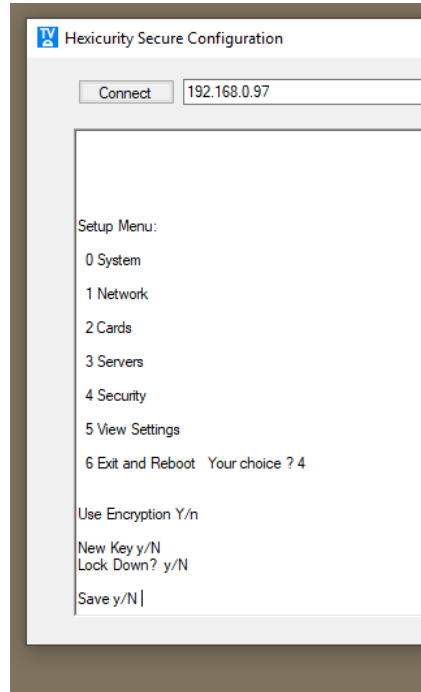 TV
Hexicurity Secure Configuration
Connect 192.168.0.97
Setup Menu:
0 System
1 Network
2 Cards
3 Servers
4 Security
5 View Settings
6 Exit and Reboot Your choice ? 4
Use Encryption Y/n
New Key y/N
Lock Down? y/N
Save y/N